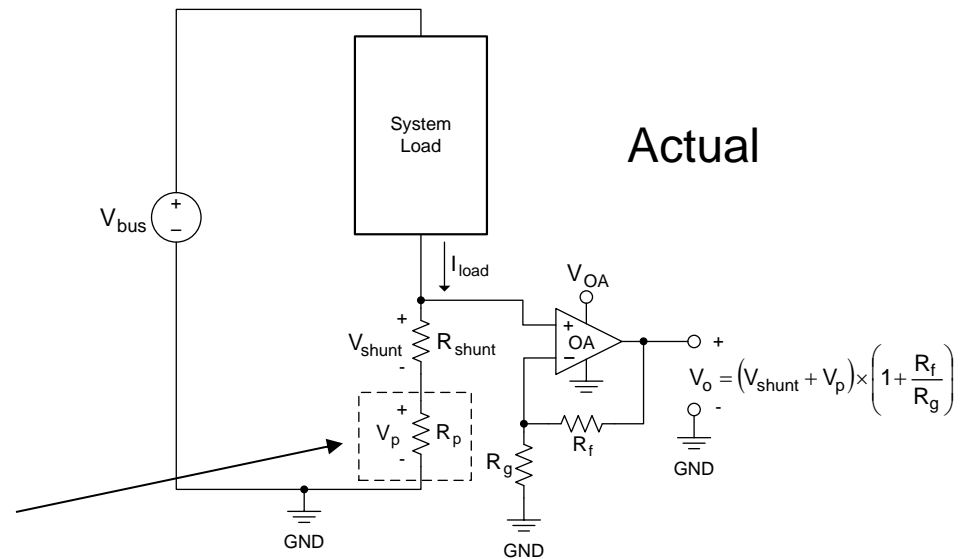 System
Load
Actual
V_bus
+
−
I_load
V_OA
+
V_shunt
-
R_shunt
+
OA
−
+
V_o = (V_shunt + V_p) × (1 + R_f / R_g)
-
GND
+
V_p
-
R_p
R_f
R_g
GND
GND